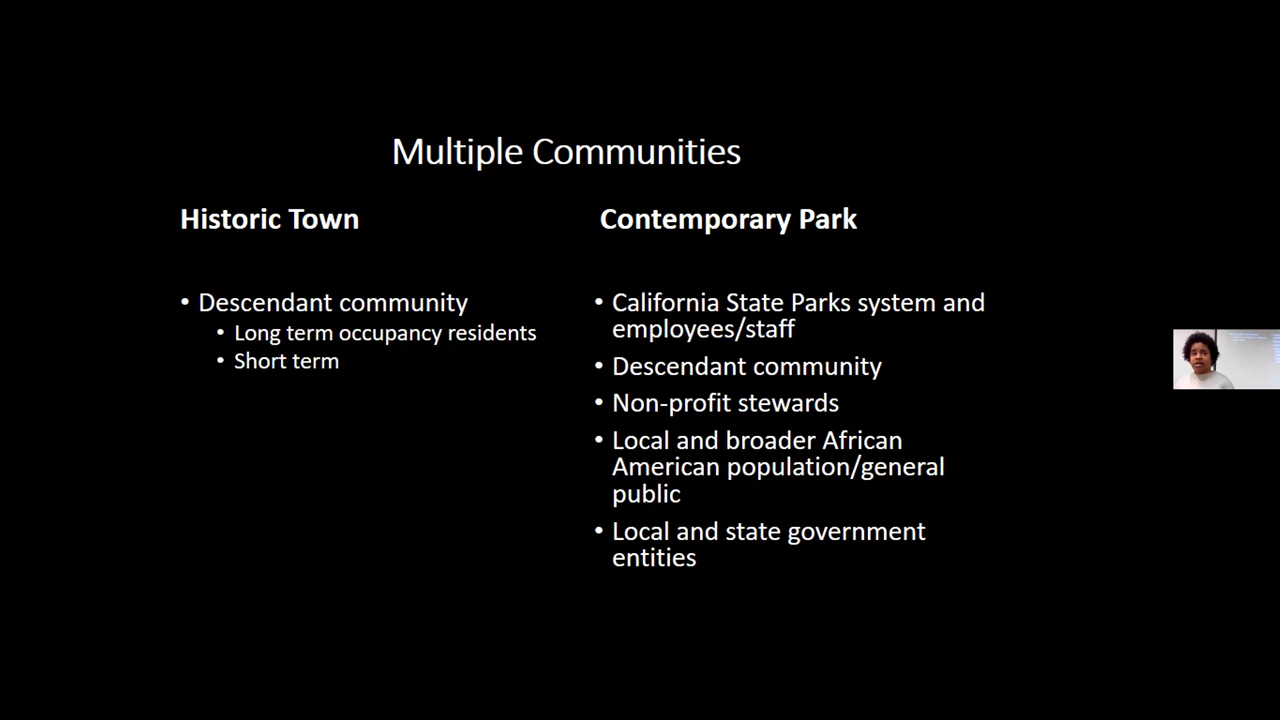 Multiple Communities
Historic Town
• Descendant community
• Long term occupancy residents
• Short term
Contemporary Park
• California State Parks system and
employees/staff
• Descendant community
• Non-profit stewards
• Local and broader African
American population/general
public
• Local and state government
entities